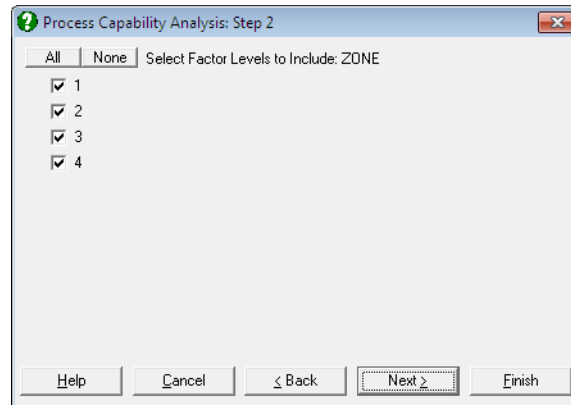 Process Capability Analysis: Step 2
All None Select Factor Levels to Include: ZONE
1
2
3
4
Help Cancel < Back Next > Finish